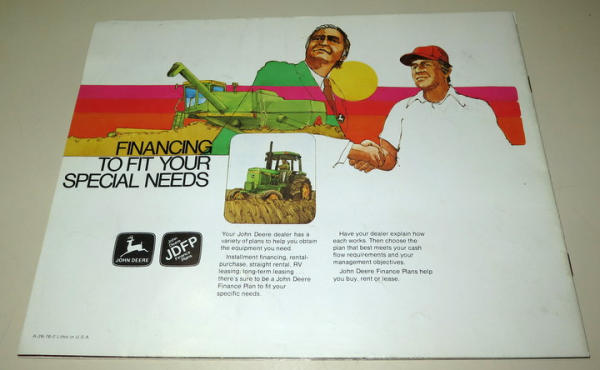 FINANCING
TO FIT YOUR
SPECIAL NEEDS
JOHN DEERE
John Deere
JDFP
Finance Plans
Your John Deere dealer has a
variety of plans to help you obtain
the equipment you need.
Installment financing, rental-
purchase, straight rental, RV
leasing, long-term leasing . . .
there's sure to be a John Deere
Finance Plan to fit your
specific needs.
Have your dealer explain how
each works. Then choose the
plan that best meets your cash
flow requirements and your
management objectives.
John Deere Finance Plans help
you buy, rent or lease.
Litho in U.S.A.